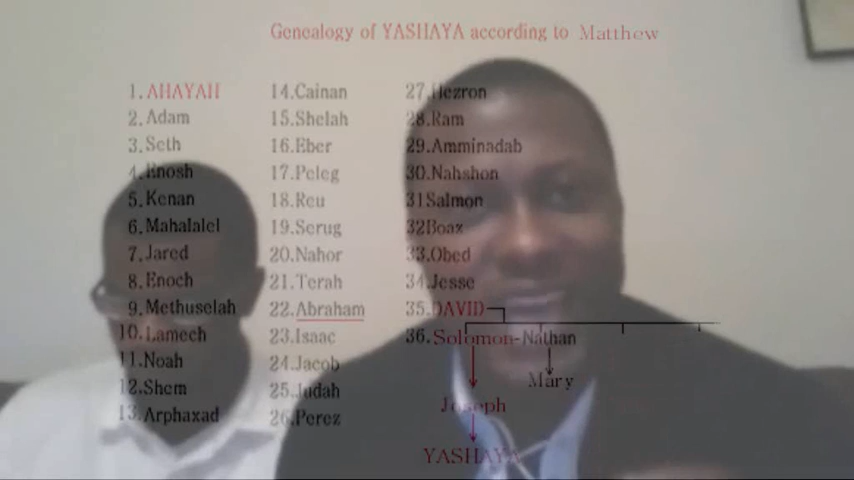 Genealogy of YASHAYA according to Matthew
1. AHAYAH
2. Adam
3. Seth
4. Enosh
5. Kenan
6. Mahalalel
7. Jared
8. Enoch
9. Methuselah
10. Lamech
11. Noah
12. Shem
13. Arphaxad
14. Cainan
15. Shelah
16. Eber
17. Peleg
18. Reu
19. Serug
20. Nahor
21. Terah
22. Abraham
23. Isaac
24. Jacob
25. Judah
26. Perez
27. Hezron
28. Ram
29. Amminadab
30. Nahshon
31 Salmon
32 Boaz
33. Obed
34. Jesse
35. DAVID
36. Solomon-Nathan
Mary
Joseph
YASHAYA